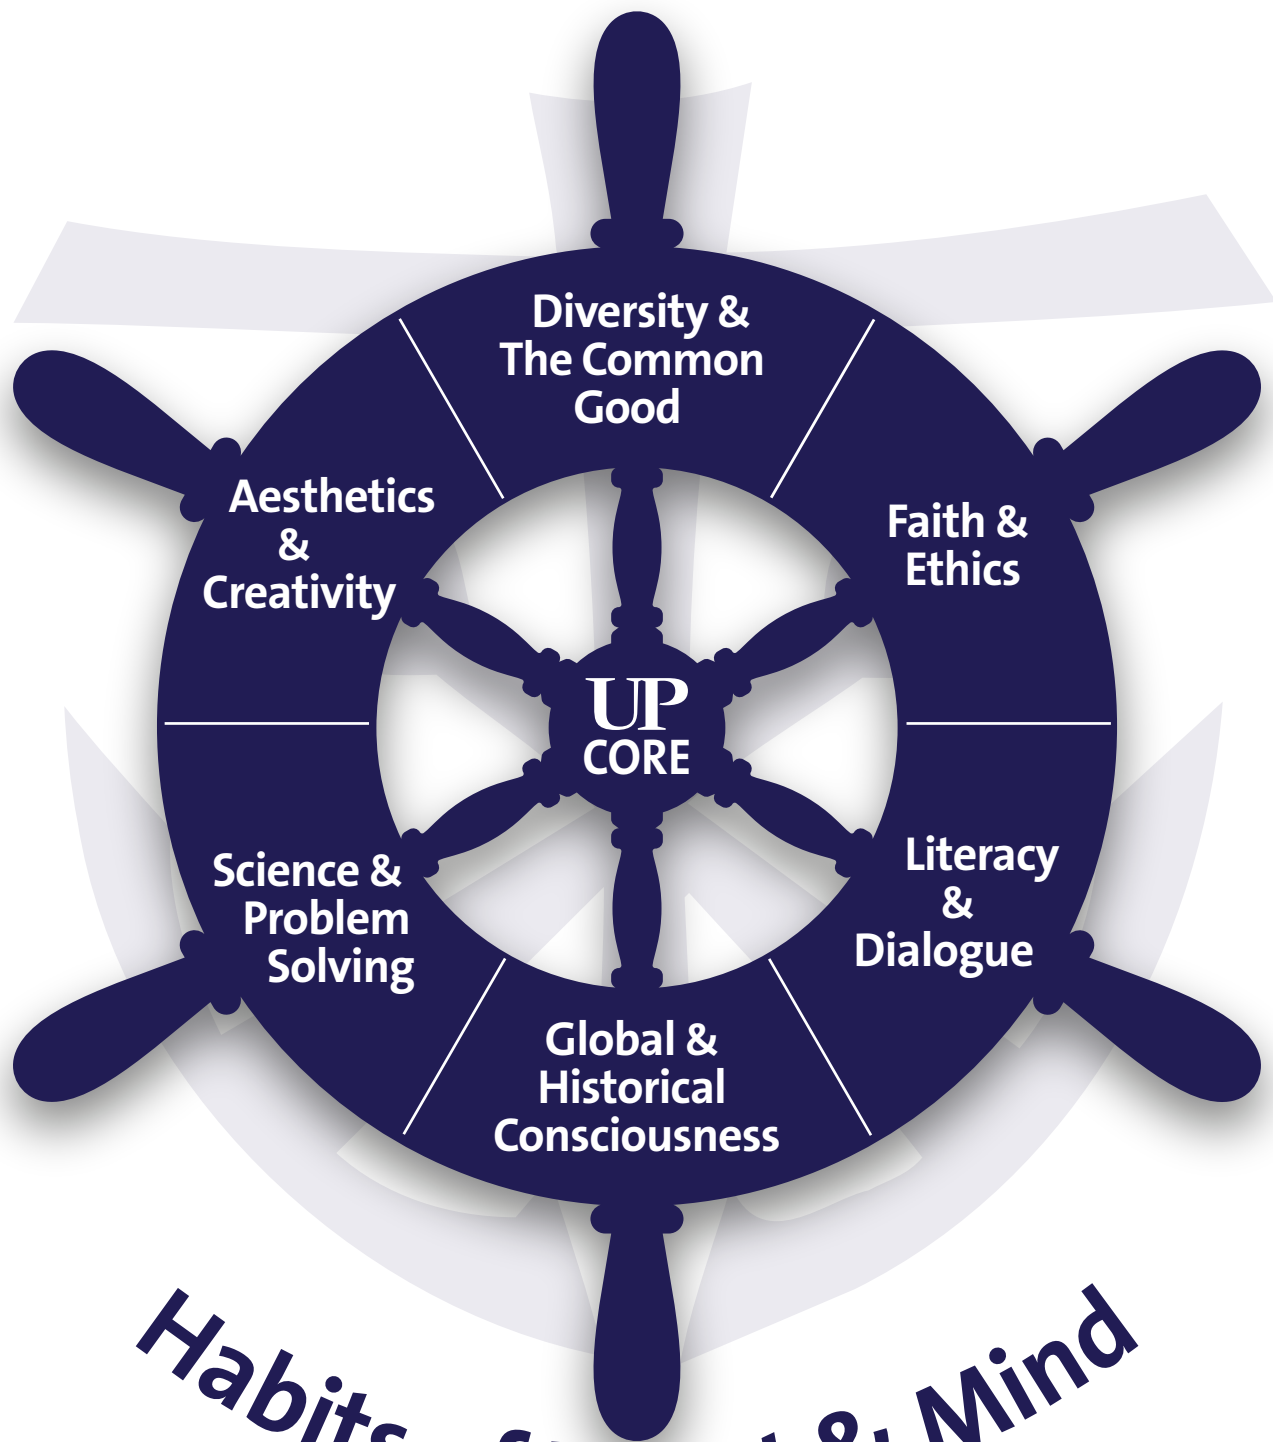 Diversity &
The Common
Good
Faith &
Ethics
Literacy
&
Dialogue
Global &
Historical
Consciousness
Science &
Problem
Solving
Aesthetics
&
Creativity
UP
CORE
Habits & Mind